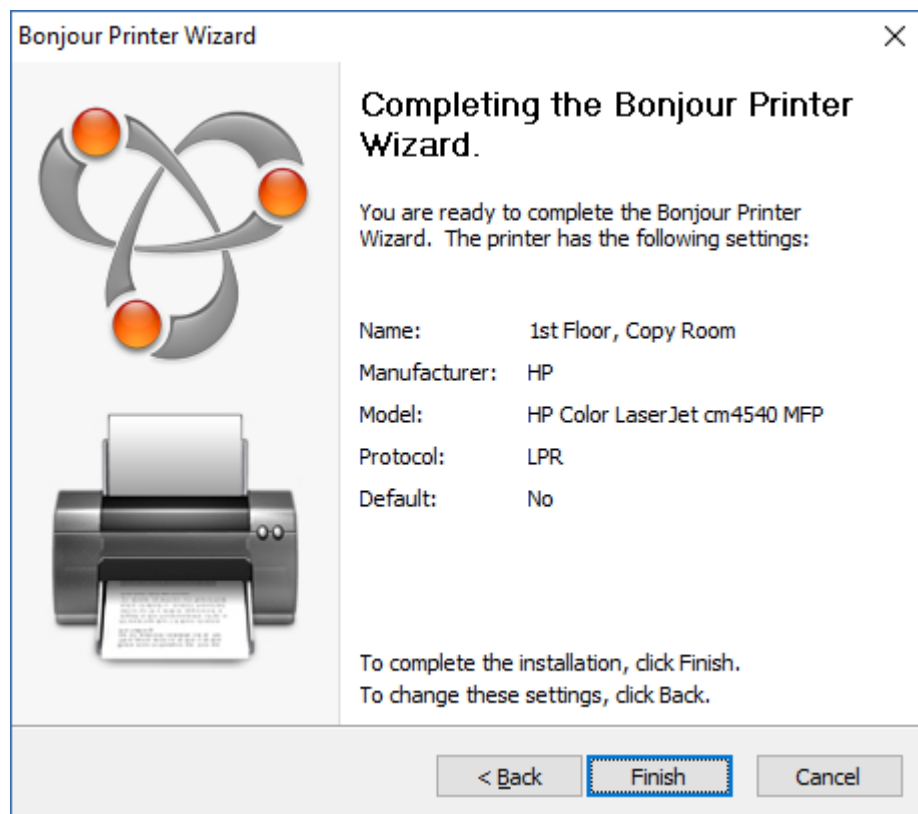 Bonjour Printer Wizard
Completing the Bonjour Printer
Wizard.
You are ready to complete the Bonjour Printer
Wizard.  The printer has the following settings:
Name: 1st Floor, Copy Room
Manufacturer: HP
Model: HP Color LaserJet cm4540 MFP
Protocol: LPR
Default: No
To complete the installation, click Finish.
To change these settings, click Back.
< Back Finish Cancel